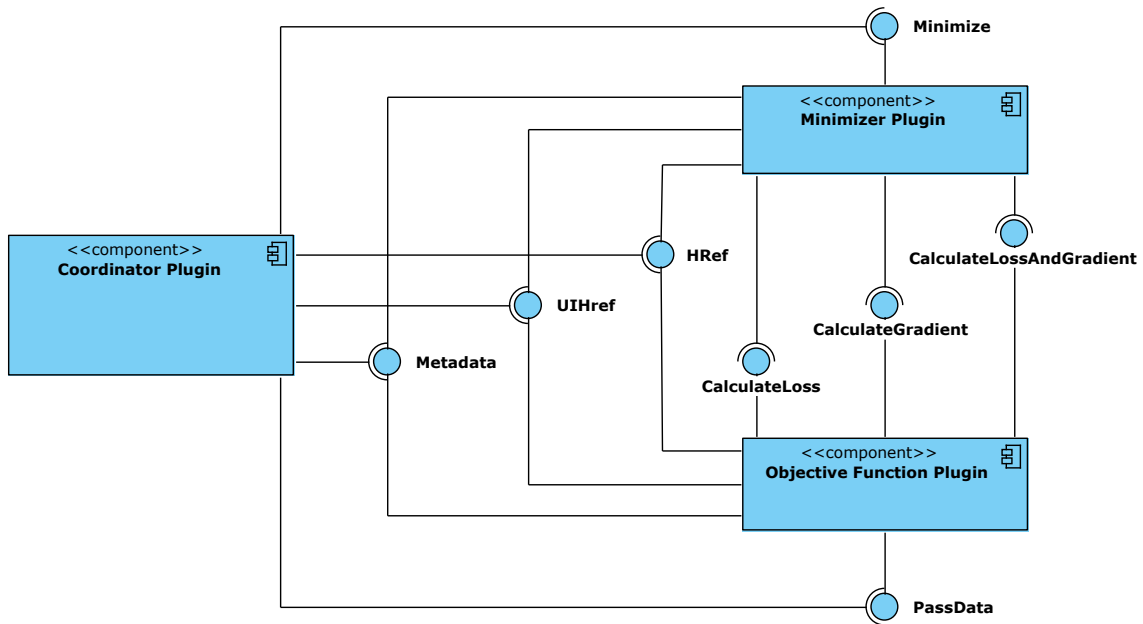 Minimize
<<component>>
Minimizer Plugin
<<component>>
Coordinator Plugin
HRef
CalculateLossAndGradient
UIHref
CalculateGradient
Metadata
CalculateLoss
<<component>>
Objective Function Plugin
PassData